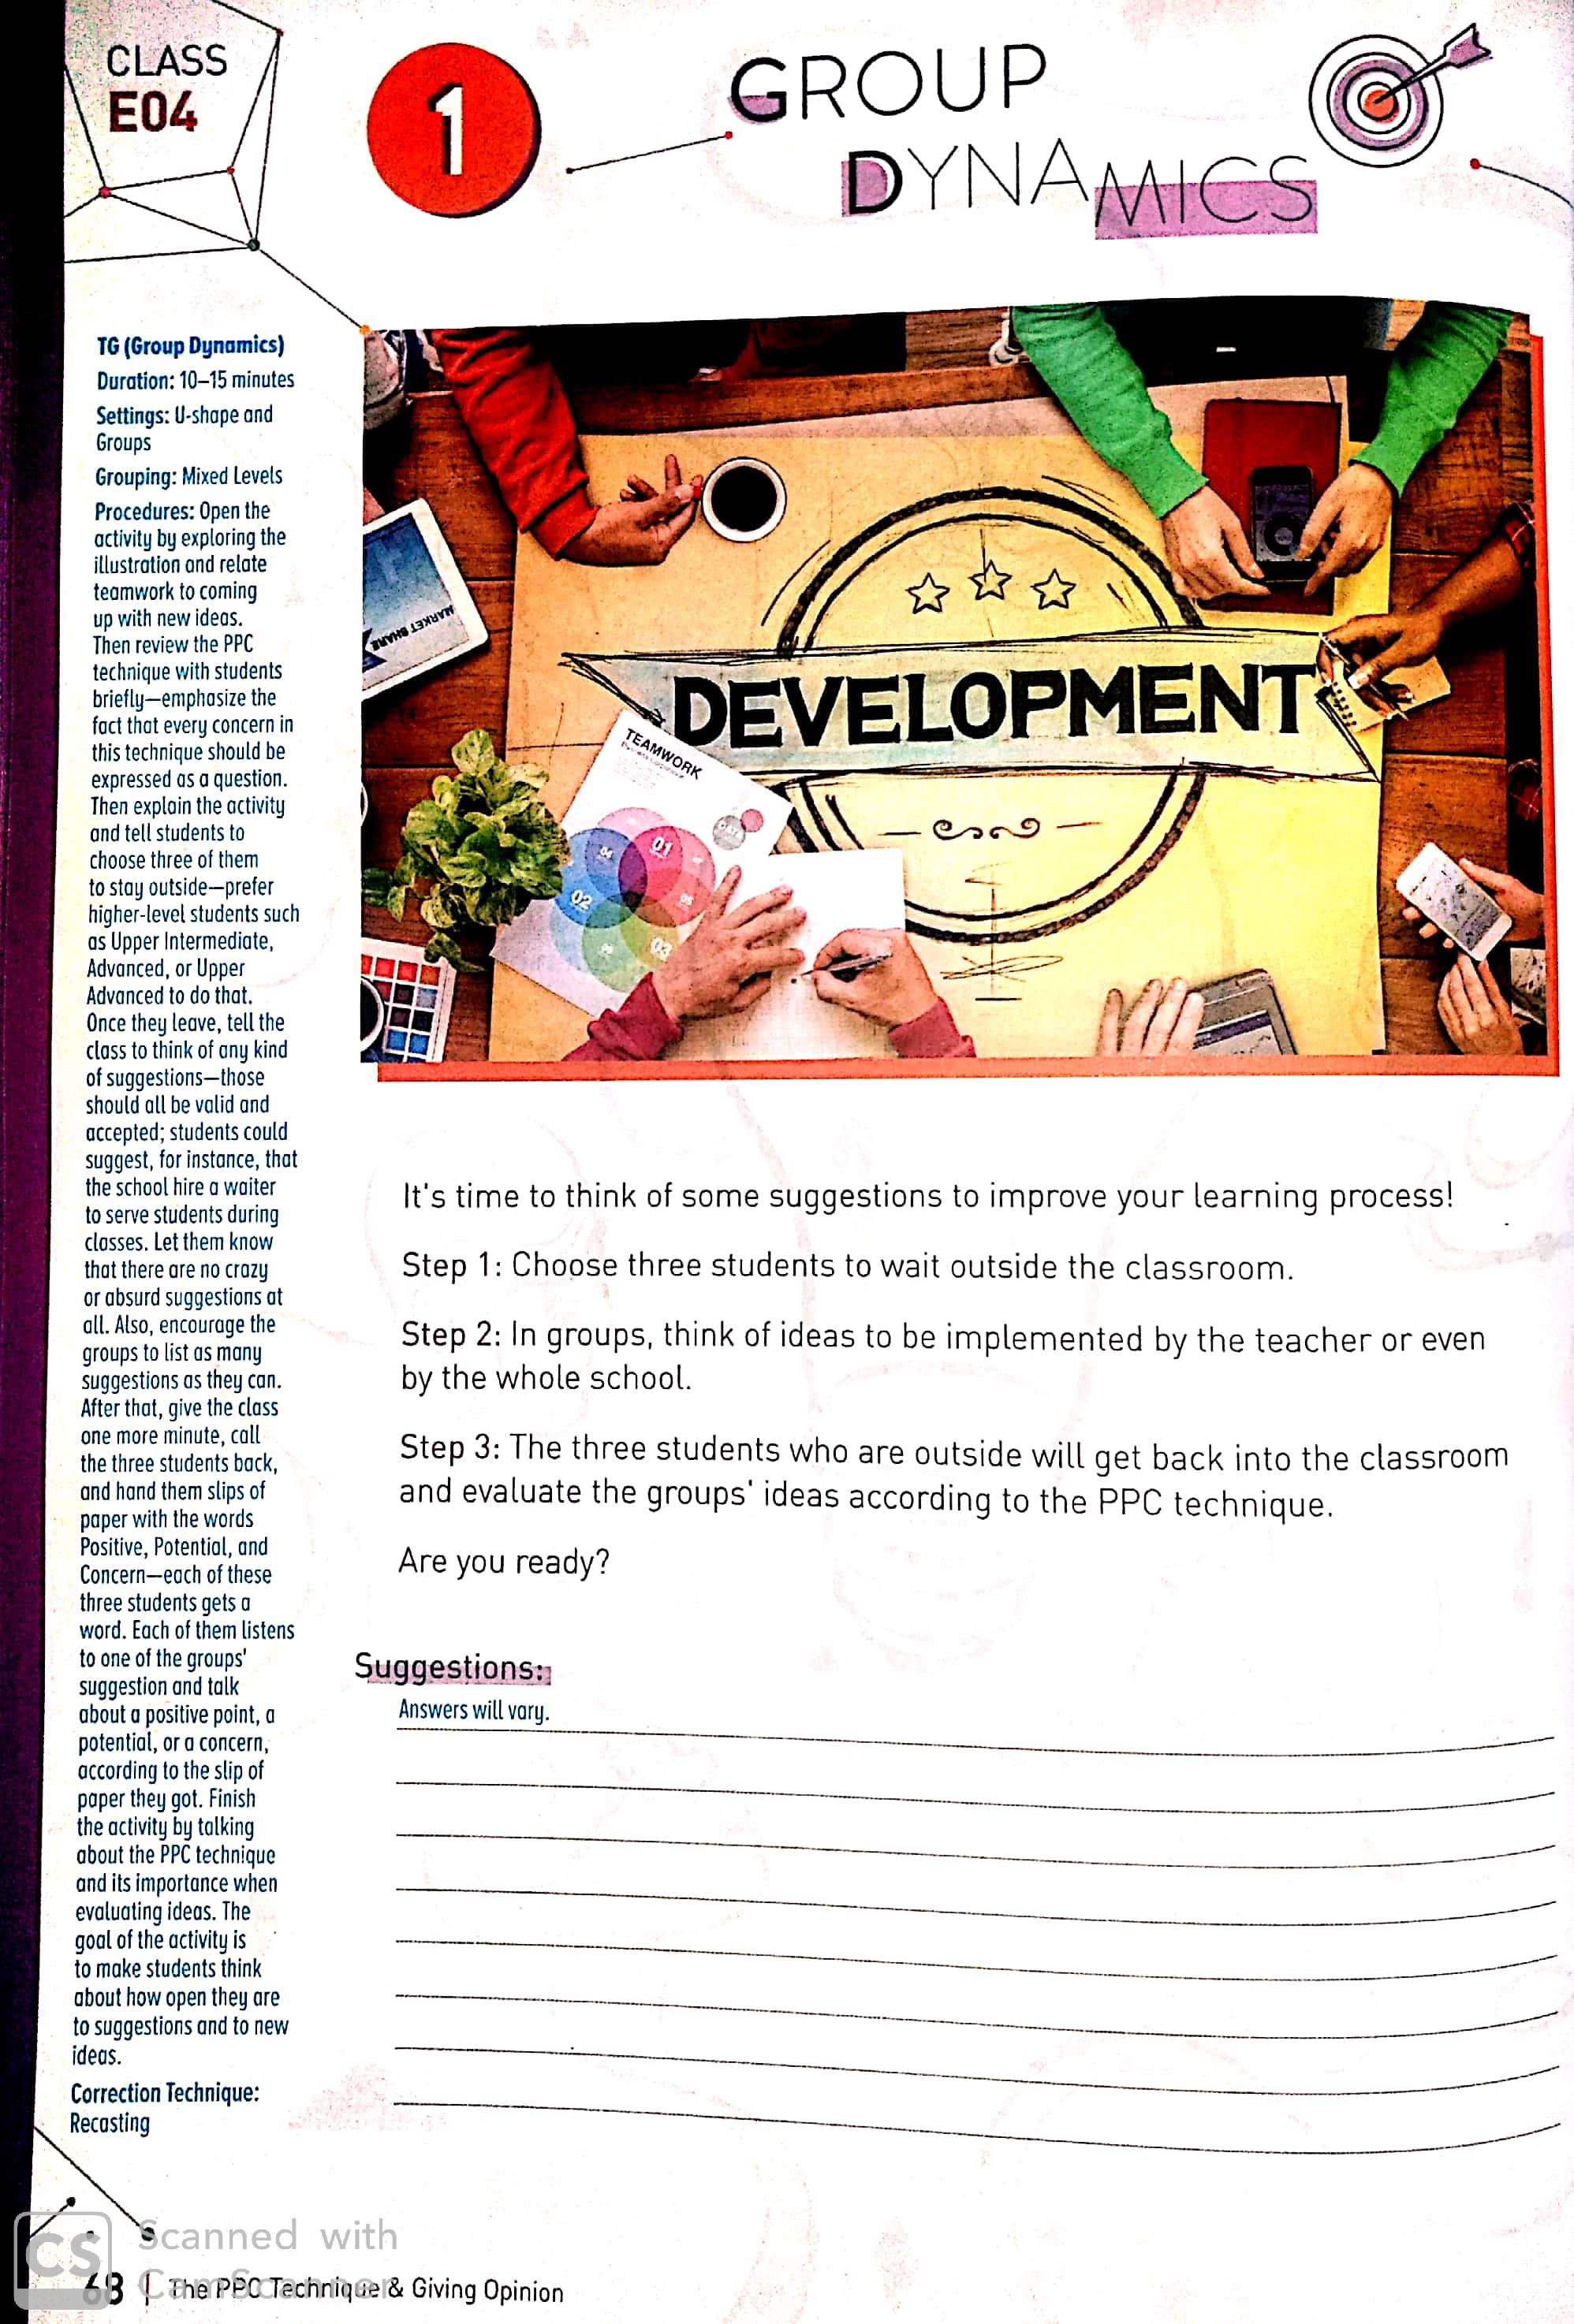 CLASS
E04
1
GROUP
DYNAMICS
TG (Group Dynamics)
Duration: 10–15 minutes
Settings: U-shape and
Groups
Grouping: Mixed Levels
Procedures: Open the
activity by exploring the
illustration and relate
teamwork to coming
up with new ideas.
Then review the PPC
technique with students
briefly—emphasize the
fact that every concern in
this technique should be
expressed as a question.
Then explain the activity
and tell students to
choose three of them
to stay outside—prefer
higher-level students such
as Upper Intermediate,
Advanced, or Upper
Advanced to do that.
Once they leave, tell the
class to think of any kind
of suggestions—those
should all be valid and
accepted; students could
suggest, for instance, that
the school hire a waiter
to serve students during
classes. Let them know
that there are no crazy
or absurd suggestions at
all. Also, encourage the
groups to list as many
suggestions as they can.
After that, give the class
one more minute, call
the three students back,
and hand them slips of
paper with the words
Positive, Potential, and
Concern—each of these
three students gets a
word. Each of them listens
to one of the groups'
suggestion and talk
about a positive point, a
potential, or a concern,
according to the slip of
paper they got. Finish
the activity by talking
about the PPC technique
and its importance when
evaluating ideas. The
goal of the activity is
to make students think
about how open they are
to suggestions and to new
ideas.
Correction Technique:
Recasting
MARKET SHARE
DEVELOPMENT
TEAMWORK
01
04
02
05
03
It's time to think of some suggestions to improve your learning process!
Step 1: Choose three students to wait outside the classroom.
Step 2: In groups, think of ideas to be implemented by the teacher or even
by the whole school.
Step 3: The three students who are outside will get back into the classroom
and evaluate the groups' ideas according to the PPC technique.
Are you ready?
Suggestions:
Answers will vary.
CS
Scanned with
CamScanner
68 | The PPC Technique & Giving Opinion